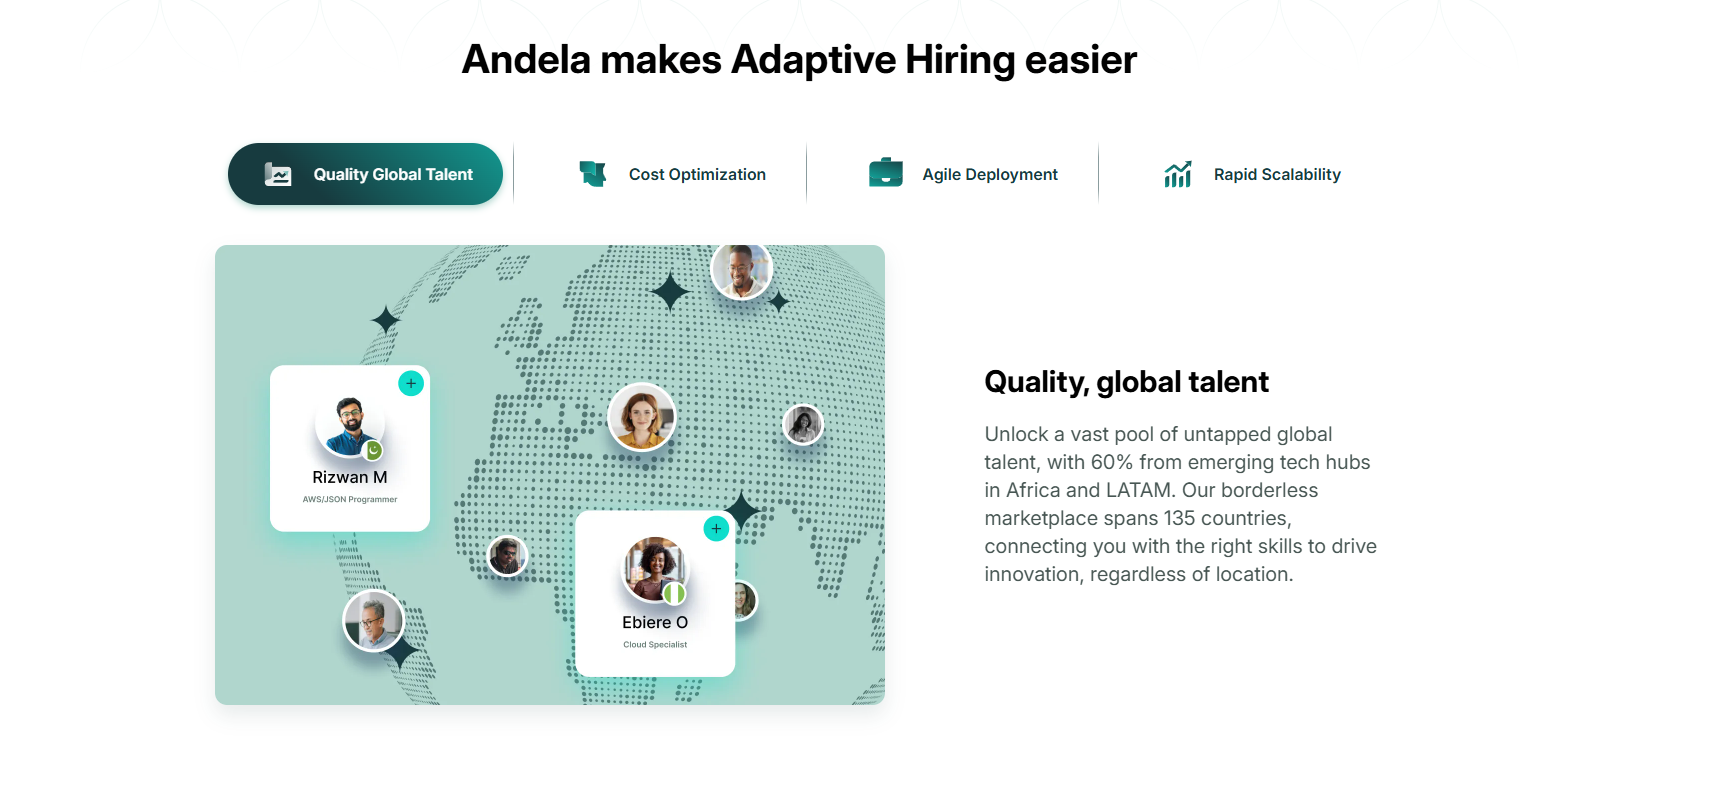 Andela makes Adaptive Hiring easier
Quality Global Talent
Cost Optimization
Agile Deployment
Rapid Scalability
Rizwan M
AWS/JSON Programmer
Ebiere O
Cloud Specialist
Quality, global talent
Unlock a vast pool of untapped global
talent, with 60% from emerging tech hubs
in Africa and LATAM. Our borderless
marketplace spans 135 countries,
connecting you with the right skills to drive
innovation, regardless of location.